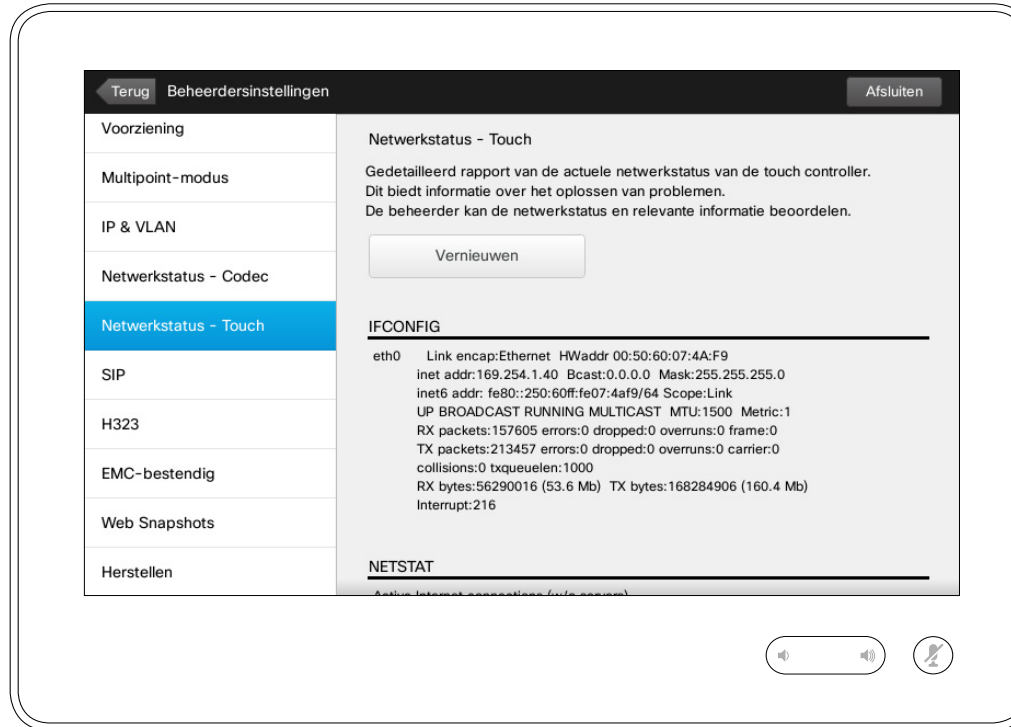 Terug
Beheerdersinstellingen
Afsluiten
Voorziening
Multipoint-modus
IP & VLAN
Netwerkstatus - Codec
Netwerkstatus - Touch
SIP
H323
EMC-bestendig
Web Snapshots
Herstellen
Netwerkstatus - Touch
Gedetailleerd rapport van de actuele netwerkstatus van de touch controller.
Dit biedt informatie over het oplossen van problemen.
De beheerder kan de netwerkstatus en relevante informatie beoordelen.
Vernieuwen
IFCONFIG
eth0 Link encap:Ethernet HWaddr 00:50:60:07:4A:F9
inet addr:169.254.1.40 Bcast:0.0.0.0 Mask:255.255.255.0
inet6 addr: fe80::250:60ff:fe07:4af9/64 Scope:Link
UP BROADCAST RUNNING MULTICAST MTU:1500 Metric:1
RX packets:157605 errors:0 dropped:0 overruns:0 frame:0
TX packets:213457 errors:0 dropped:0 overruns:0 carrier:0
collisions:0 txqueuelen:1000
RX bytes:56290016 (53.6 Mb) TX bytes:168284906 (160.4 Mb)
Interrupt:216
NETSTAT
Active Internet connections (w/o servers)